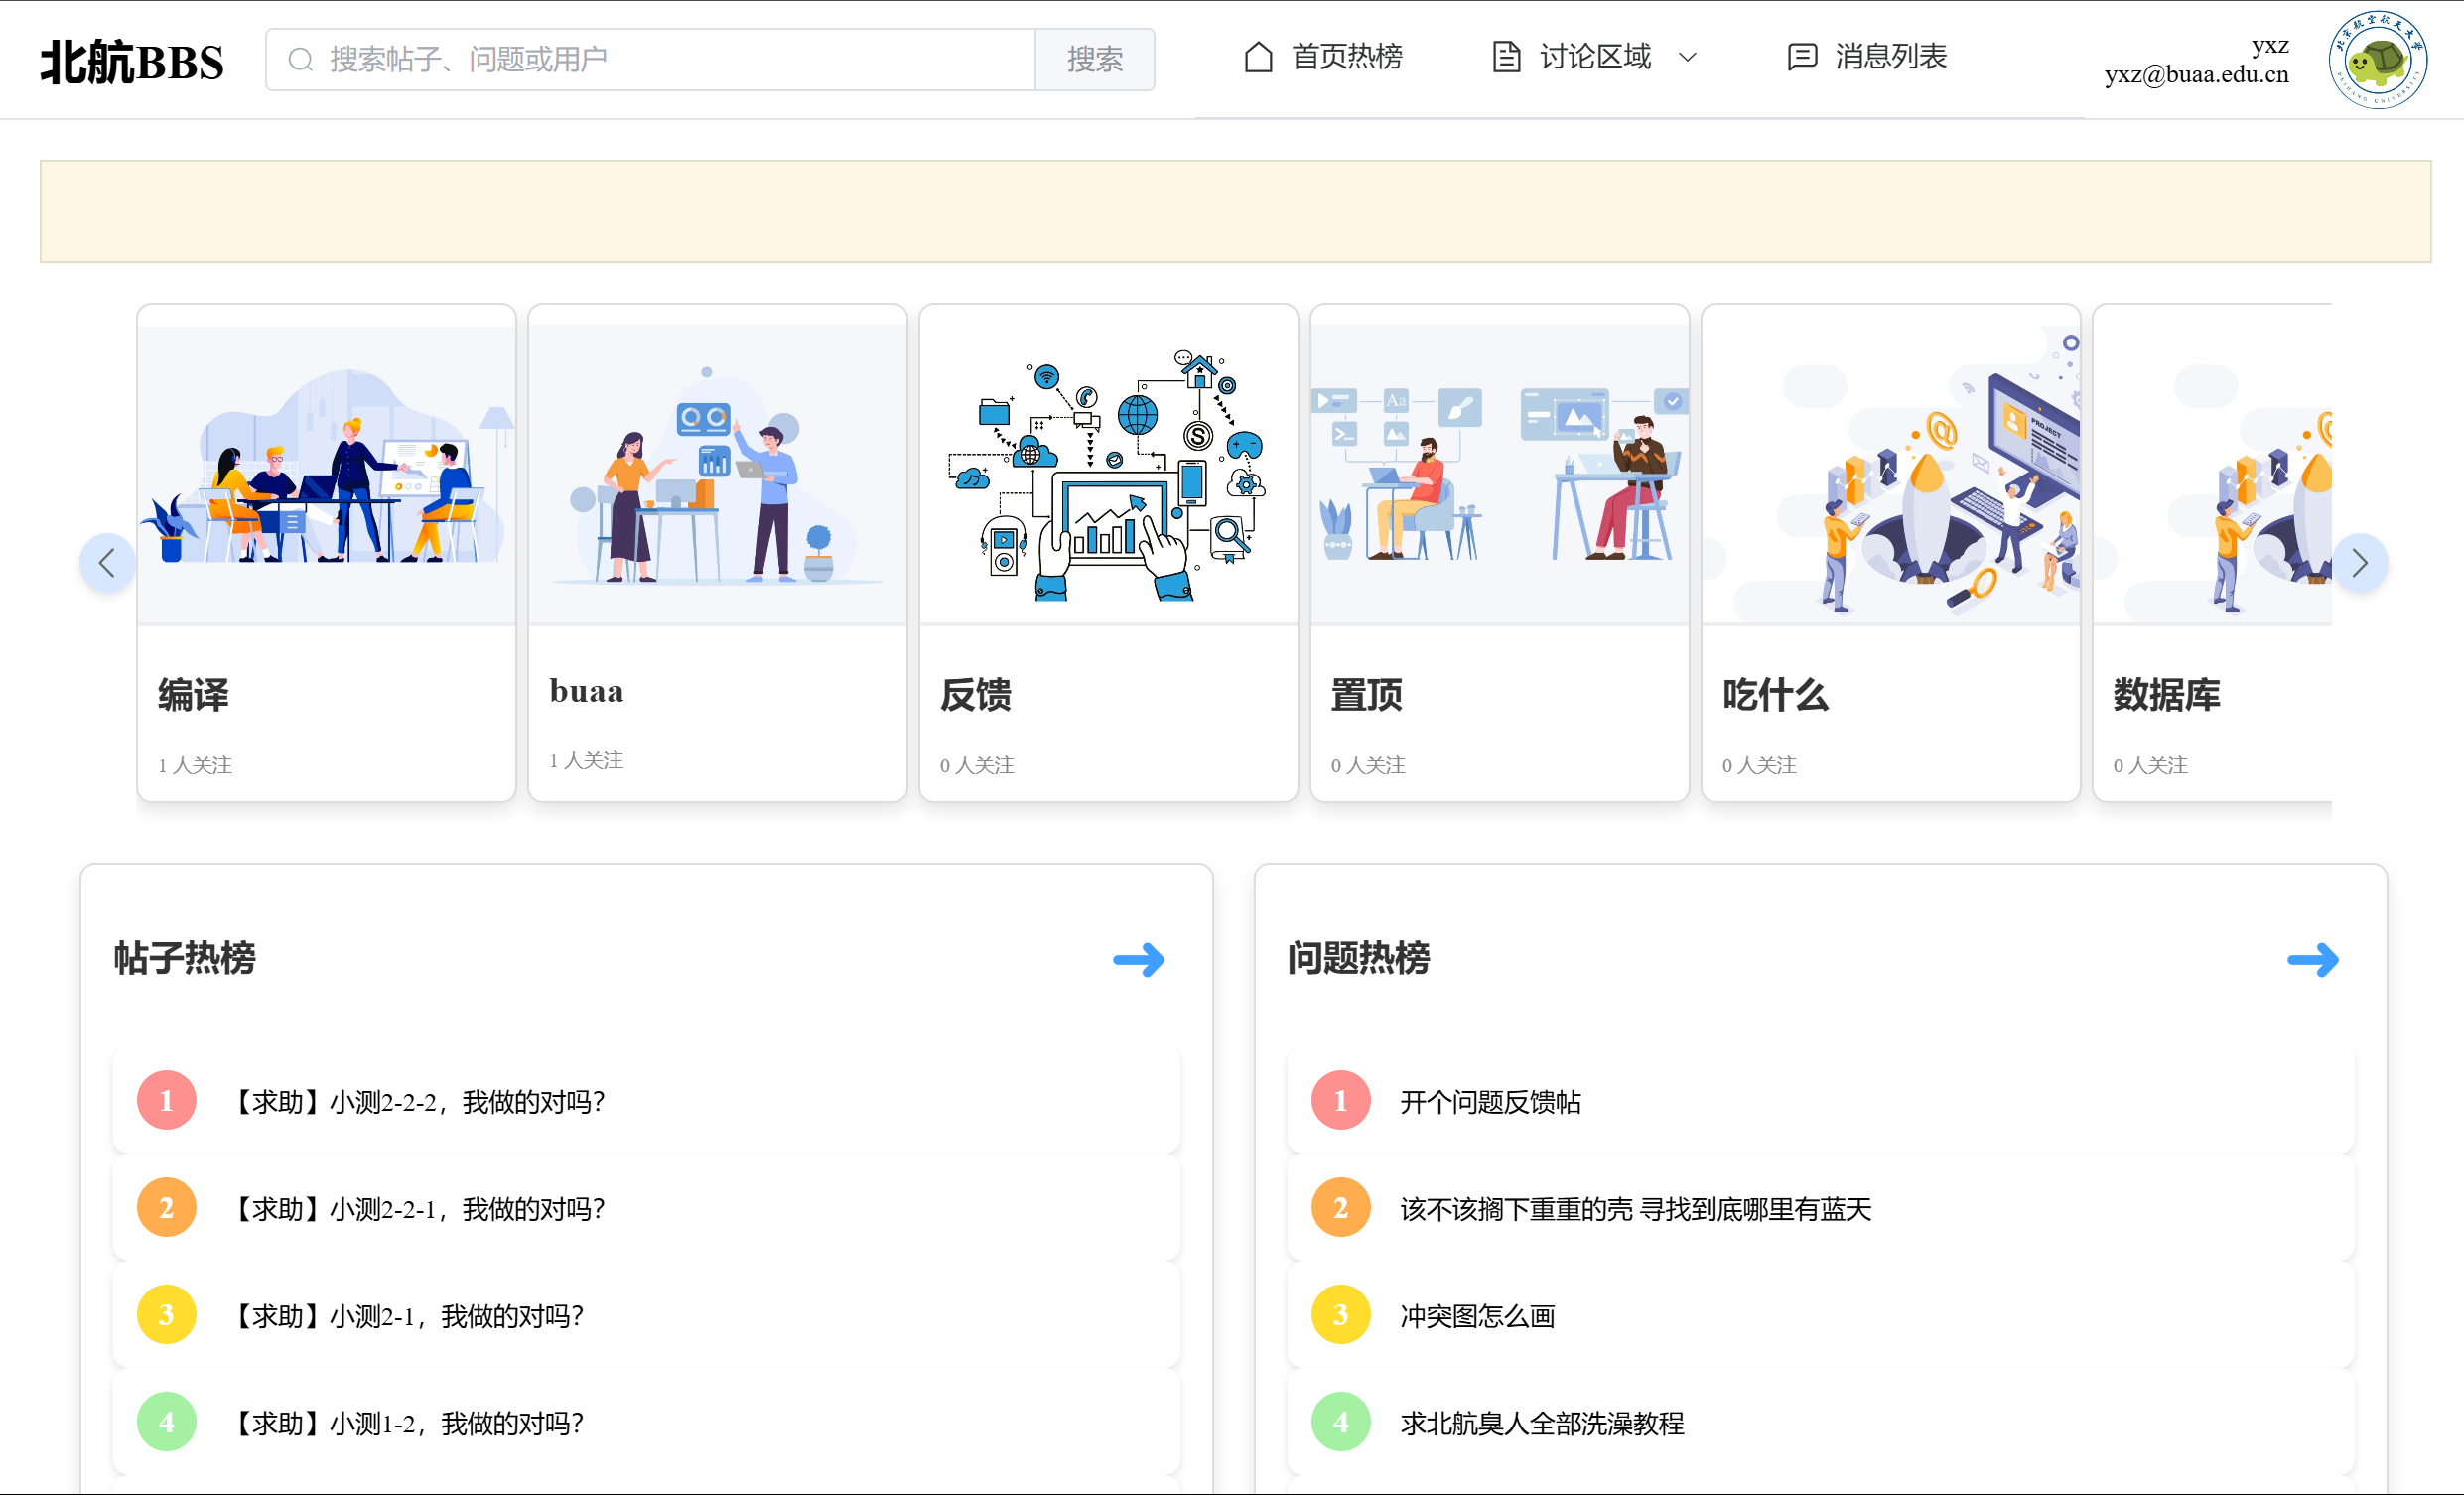 北航BBS
搜索帖子、问题或用户
搜索
首页热榜
讨论区域
消息列表
yxz
yxz@buaa.edu.cn
编译
1 人关注
buaa
1 人关注
反馈
0 人关注
置顶
0 人关注
吃什么
0 人关注
数据库
0 人关注
Aa
PROJECT
帖子热榜
1 【求助】小测2-2-2，我做的对吗？
2 【求助】小测2-2-1，我做的对吗？
3 【求助】小测2-1，我做的对吗？
4 【求助】小测1-2，我做的对吗？
问题热榜
1 开个问题反馈帖
2 该不该搁下重重的壳 寻找到底哪里有蓝天
3 冲突图怎么画
4 求北航臭人全部洗澡教程